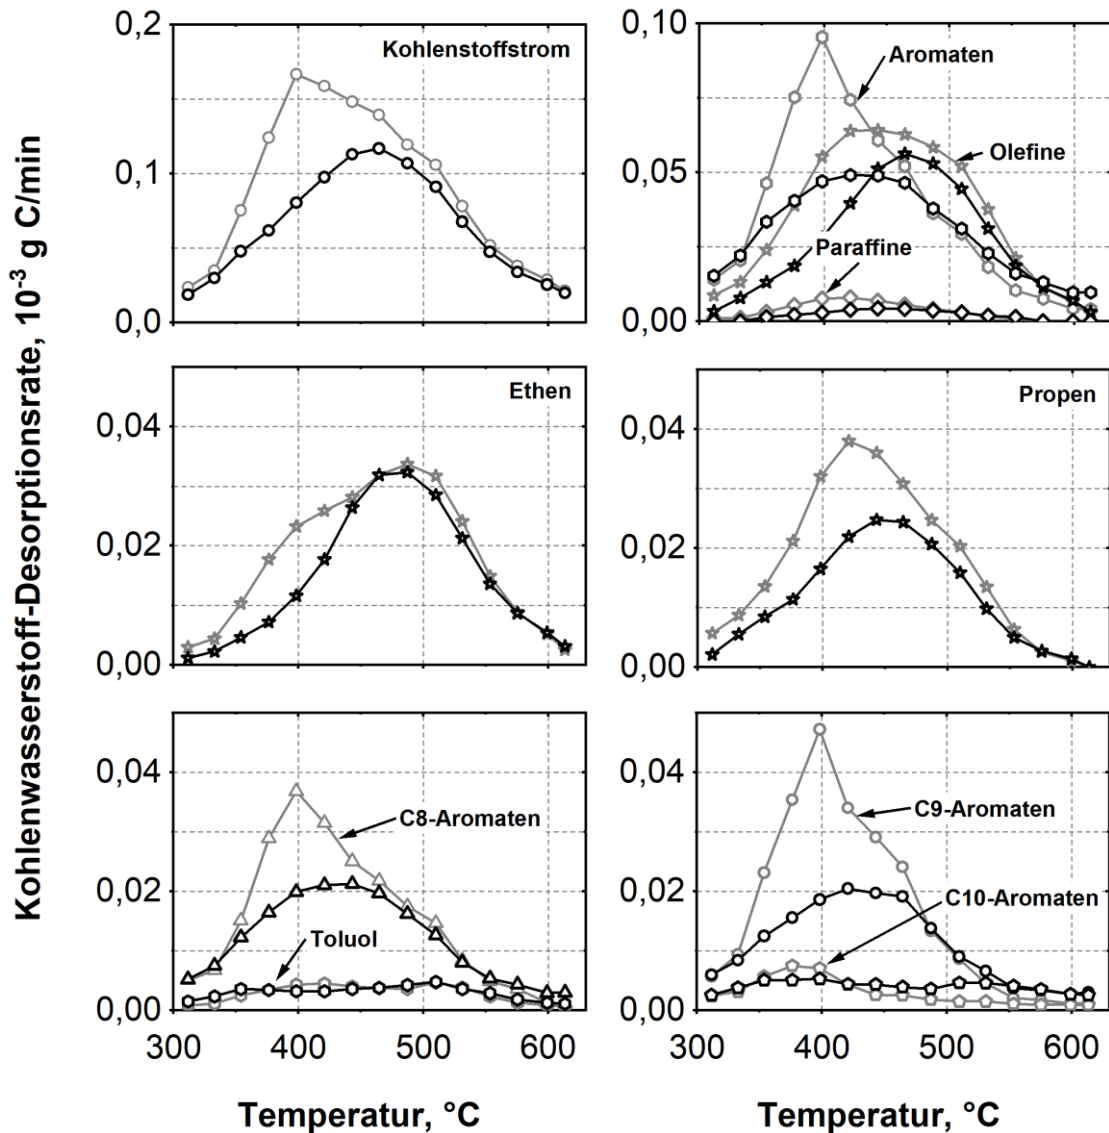 Kohlenwasserstoff-Desorptionsrate, 10⁻³ g C/min
0,2
0,1
0,0
Kohlenstoffstrom
0,10
0,05
0,00
Aromaten
Olefine
Paraffine
0,04
0,02
0,00
Ethen
0,04
0,02
0,00
Propen
0,04
0,02
0,00
C8-Aromaten
Toluol
300 400 500 600
Temperatur, °C
0,04
0,02
0,00
C9-Aromaten
C10-Aromaten
300 400 500 600
Temperatur, °C